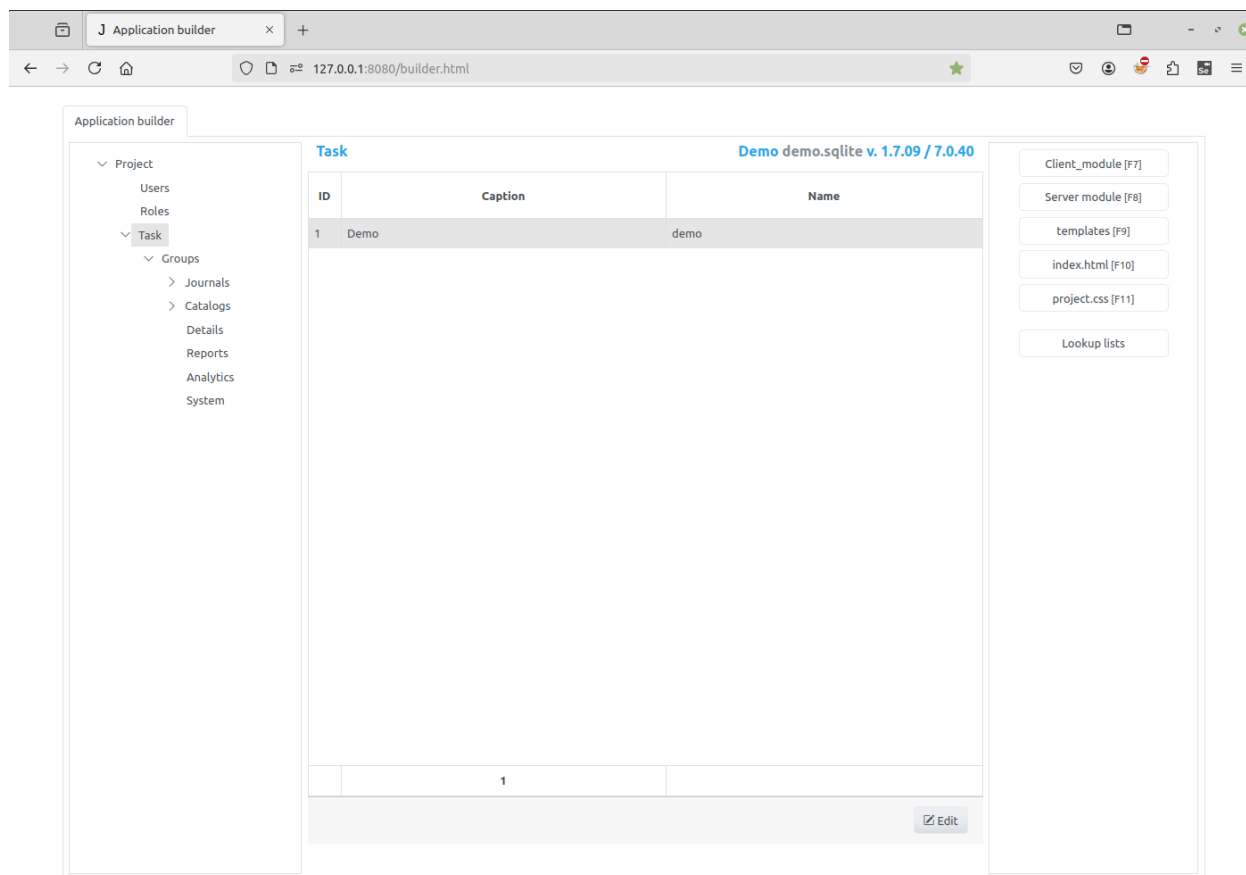 J Application builder
127.0.0.1:8080/builder.html
Se
Application builder
Project
Users
Roles
Task
Groups
Journals
Catalogs
Details
Reports
Analytics
System
Task
Demo demo.sqlite v. 1.7.09 / 7.0.40
ID Caption Name
1 Demo demo
1
Edit
Client_module [F7]
Server module [F8]
templates [F9]
index.html [F10]
project.css [F11]
Lookup lists